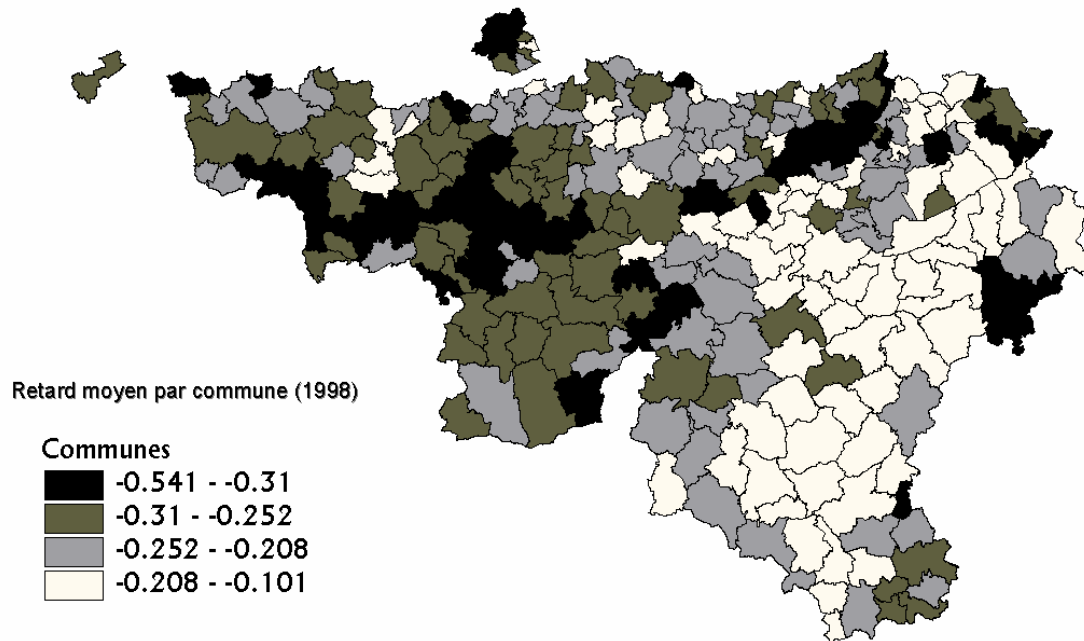 Retard moyen par commune (1998)
Communes
-0.541 - -0.31
-0.31 - -0.252
-0.252 - -0.208
-0.208 - -0.101